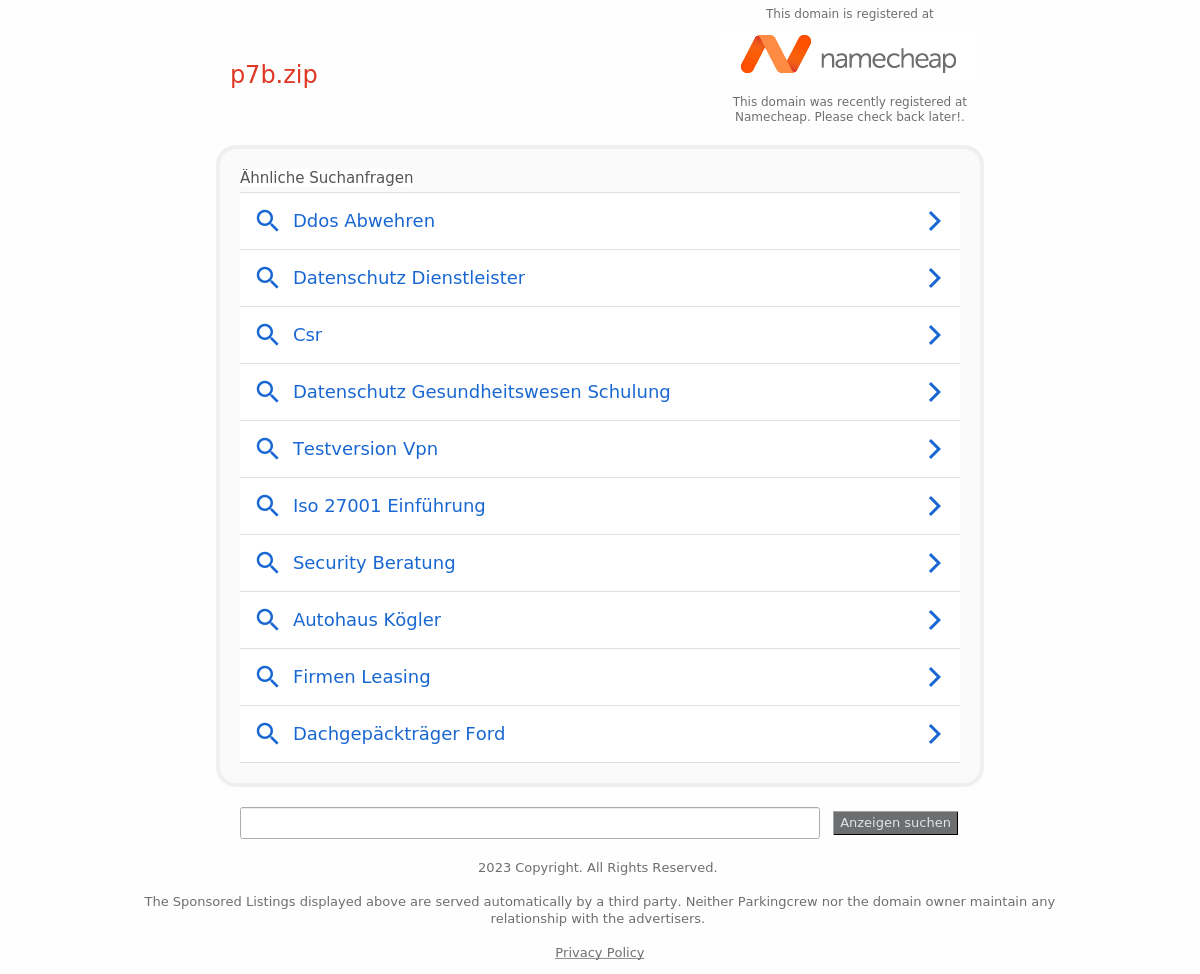 This domain is registered at
namecheap
p7b.zip
This domain was recently registered at
Namecheap. Please check back later!.
Ähnliche Suchanfragen
Ddos Abwehren
Datenschutz Dienstleister
Csr
Datenschutz Gesundheitswesen Schulung
Testversion Vpn
Iso 27001 Einführung
Security Beratung
Autohaus Kögler
Firmen Leasing
Dachgepäckträger Ford
Anzeigen suchen
2023 Copyright. All Rights Reserved.
The Sponsored Listings displayed above are served automatically by a third party. Neither Parkingcrew nor the domain owner maintain any
relationship with the advertisers.
Privacy Policy